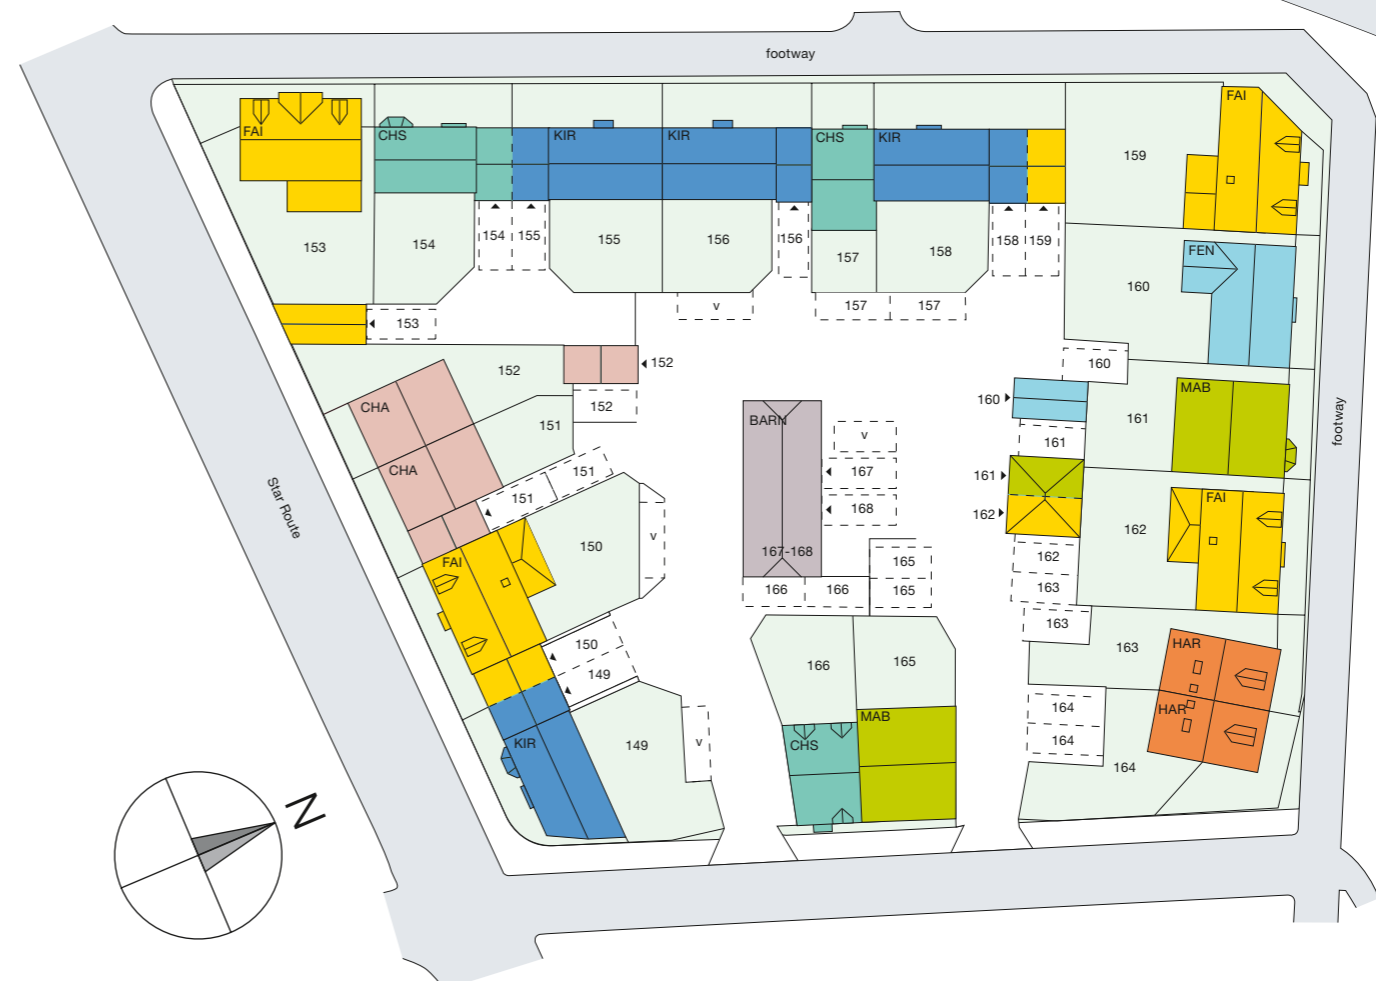 footway
FAI
FAI
CHS
KIR
KIR
CHS
KIR
159
153
154
154
155
155
156
156
157
158
158
159
FEN
160
v
157
157
153
160
152
152
152
CHA
CHA
151
151
151
BARN
v
167
168
167-168
160
161
161
MAB
161
162
162
FAI
162
163
163
footway
Star Route
150
v
FAI
150
149
165
165
166
166
166
165
163
HAR
HAR
164
164
164
KIR
149
v
CHS
MAB
N